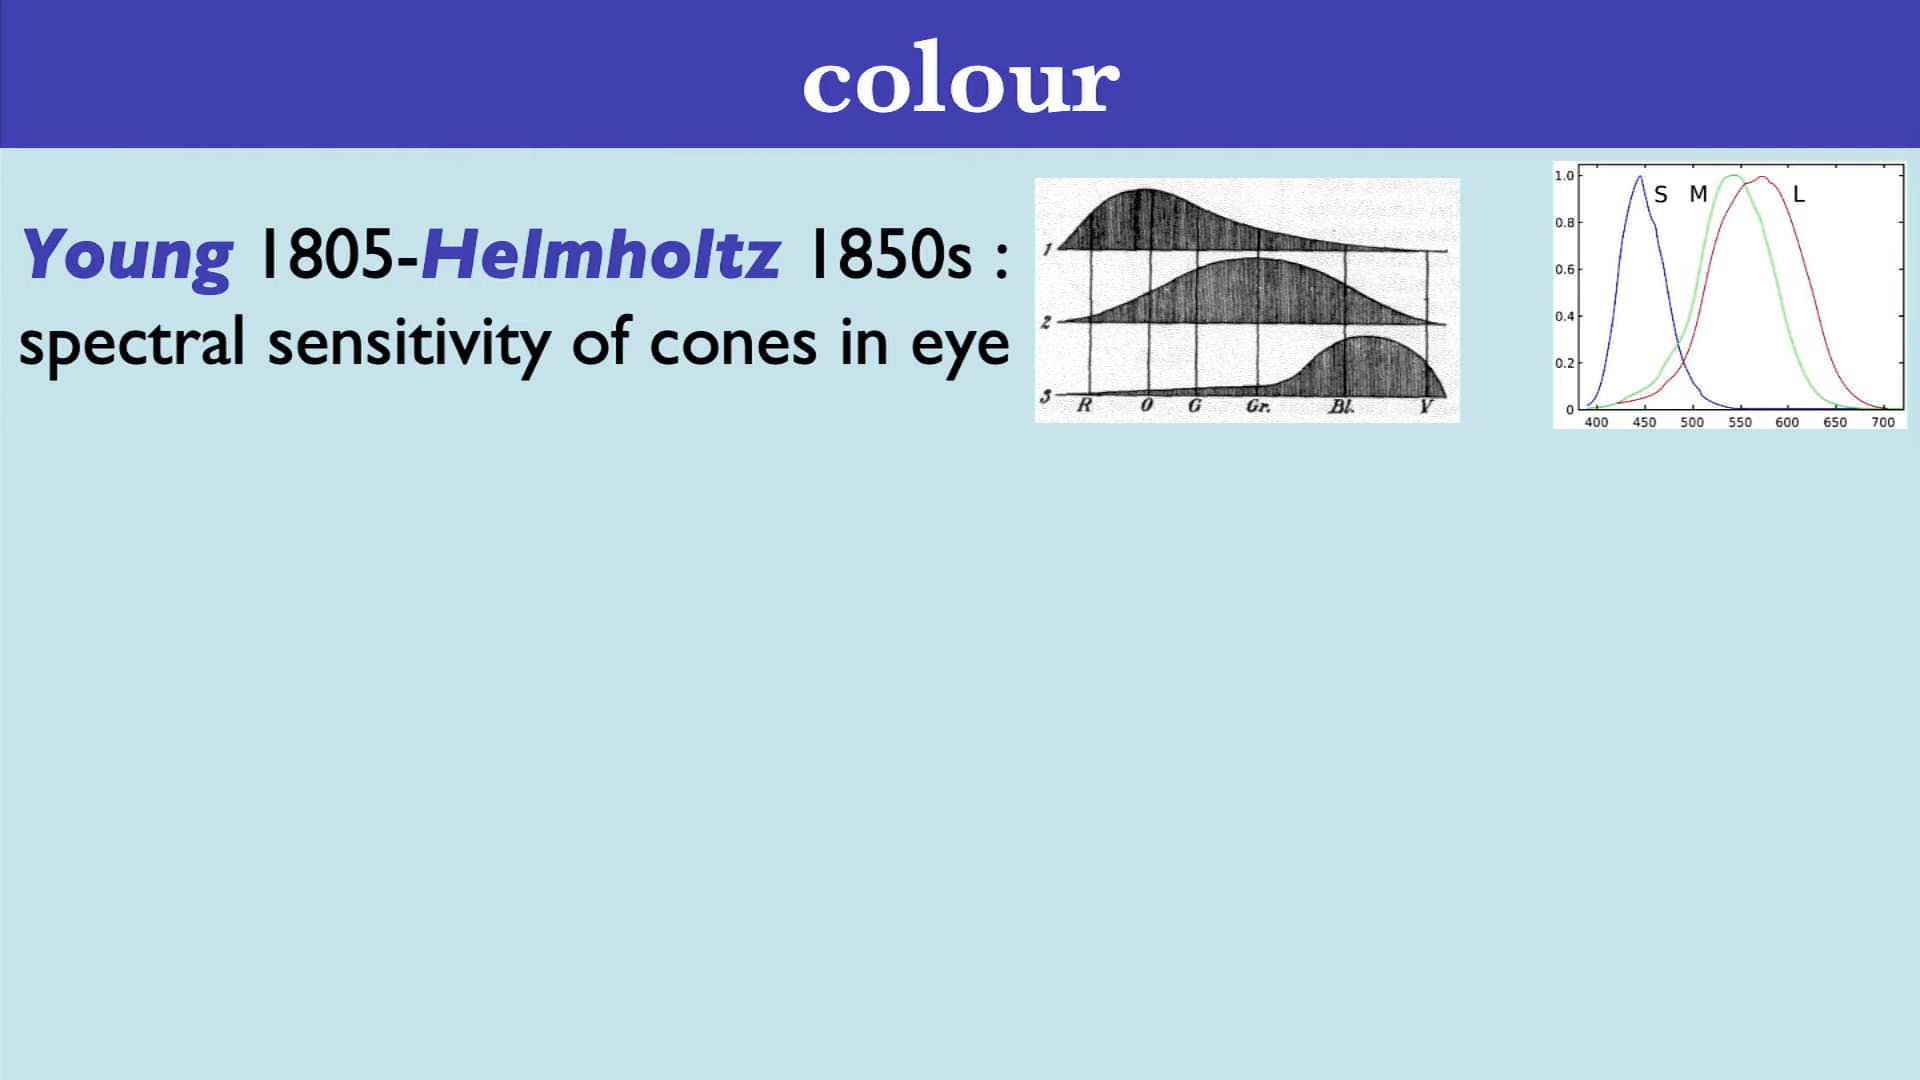 colour
Young 1805-Helmholtz 1850s :
spectral sensitivity of cones in eye
1
2
3
R O G Gr. Bl. V
S M L
1.0
0.8
0.6
0.4
0.2
0
400 450 500 550 600 650 700